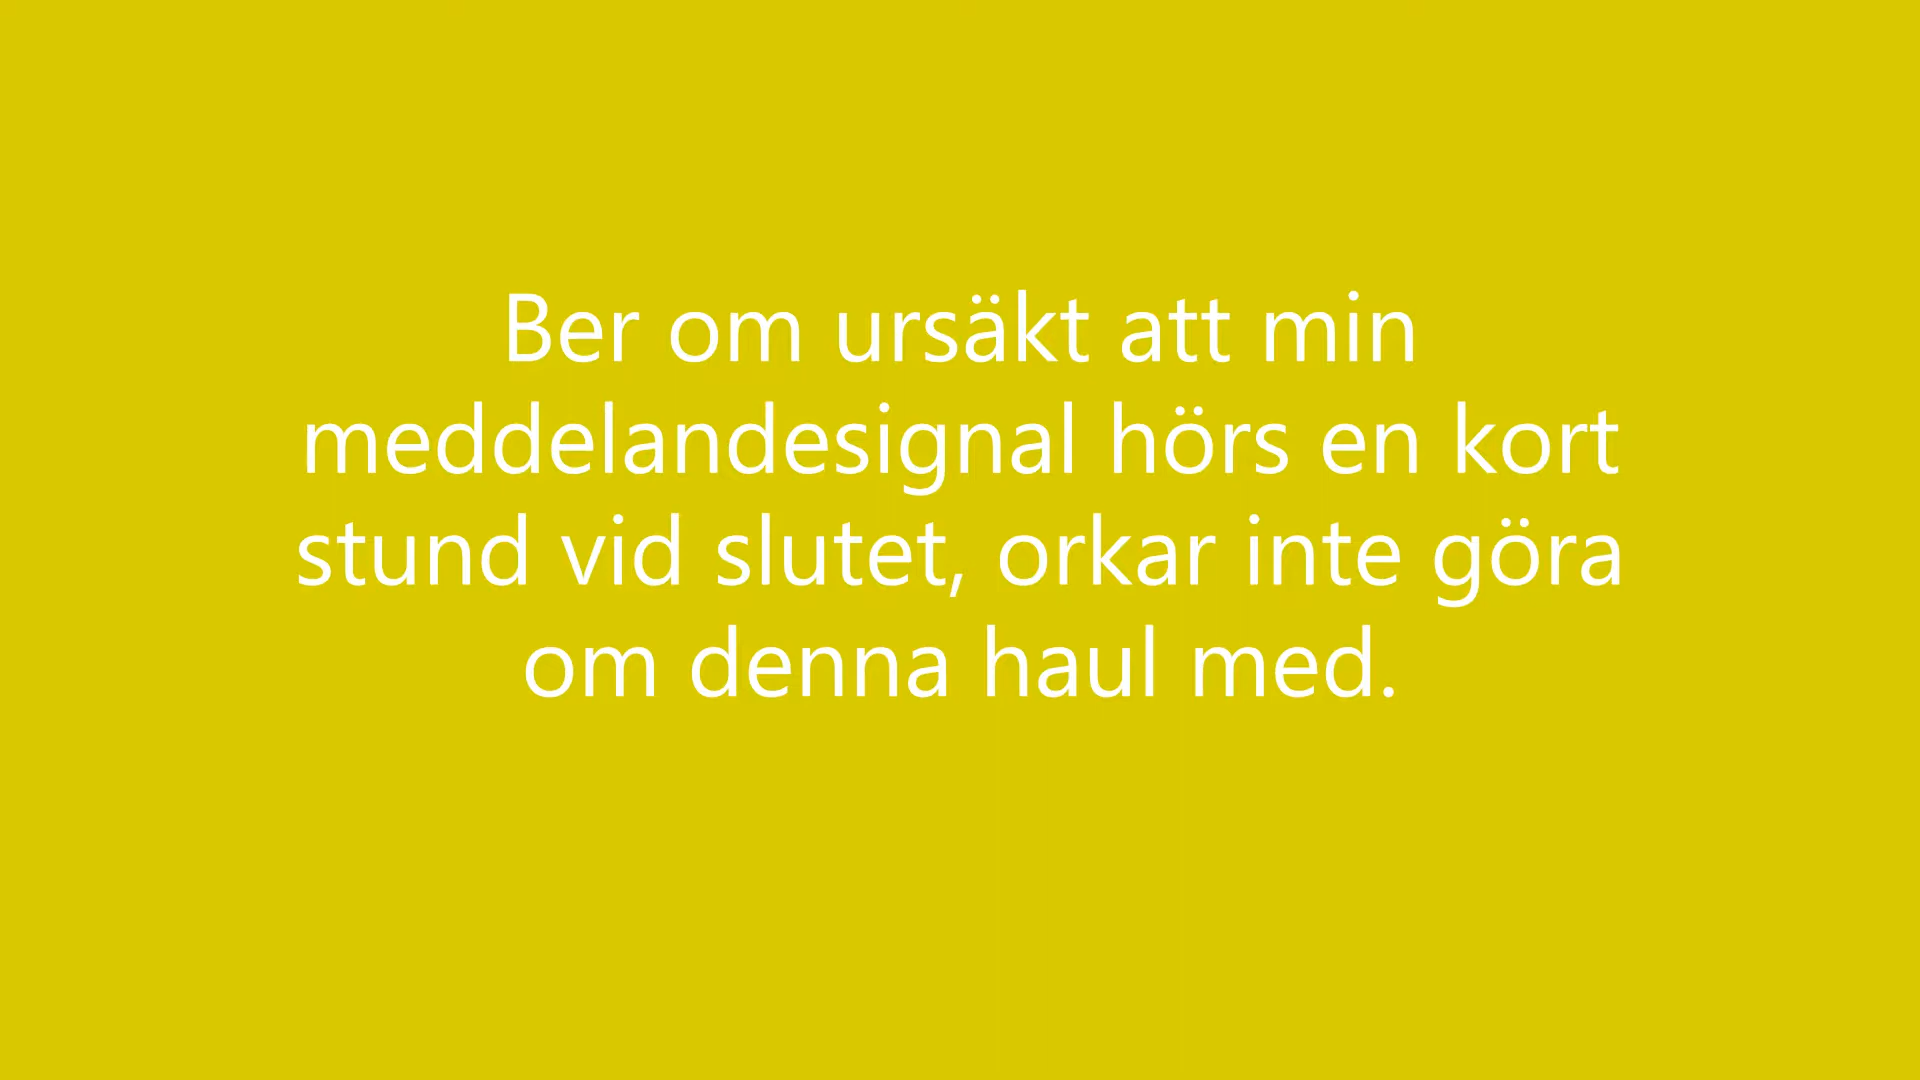 Ber om ursäkt att min
meddelandesignal hörs en kort
stund vid slutet, orkar inte göra
om denna haul med.